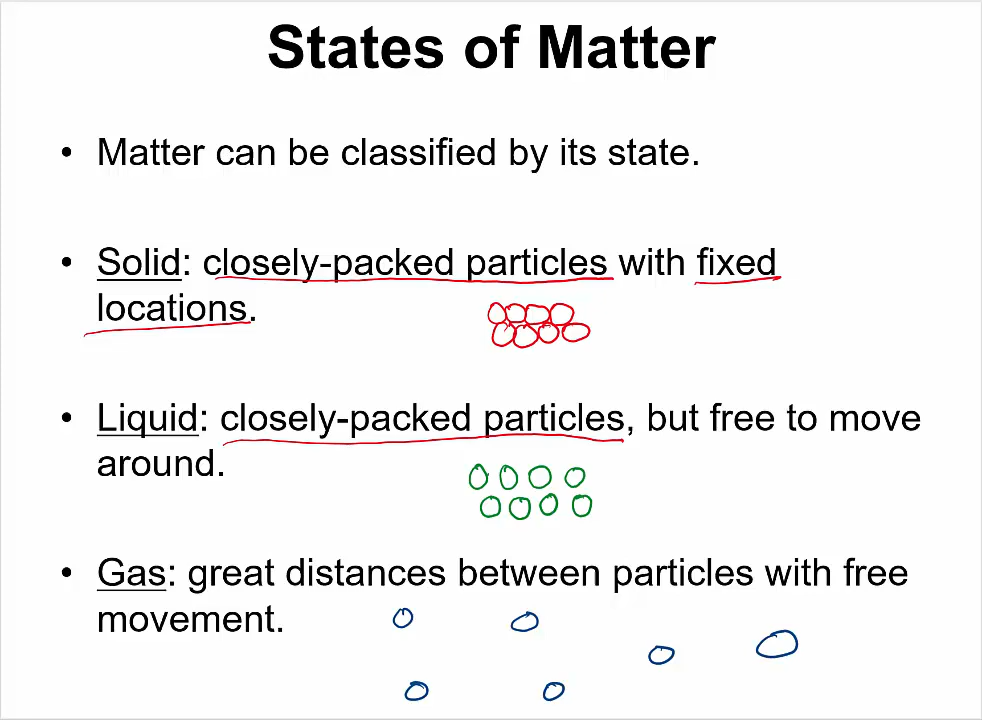 States of Matter
• Matter can be classified by its state.
• Solid: closely-packed particles with fixed
locations.
• Liquid: closely-packed particles, but free to move
around.
• Gas: great distances between particles with free
movement.